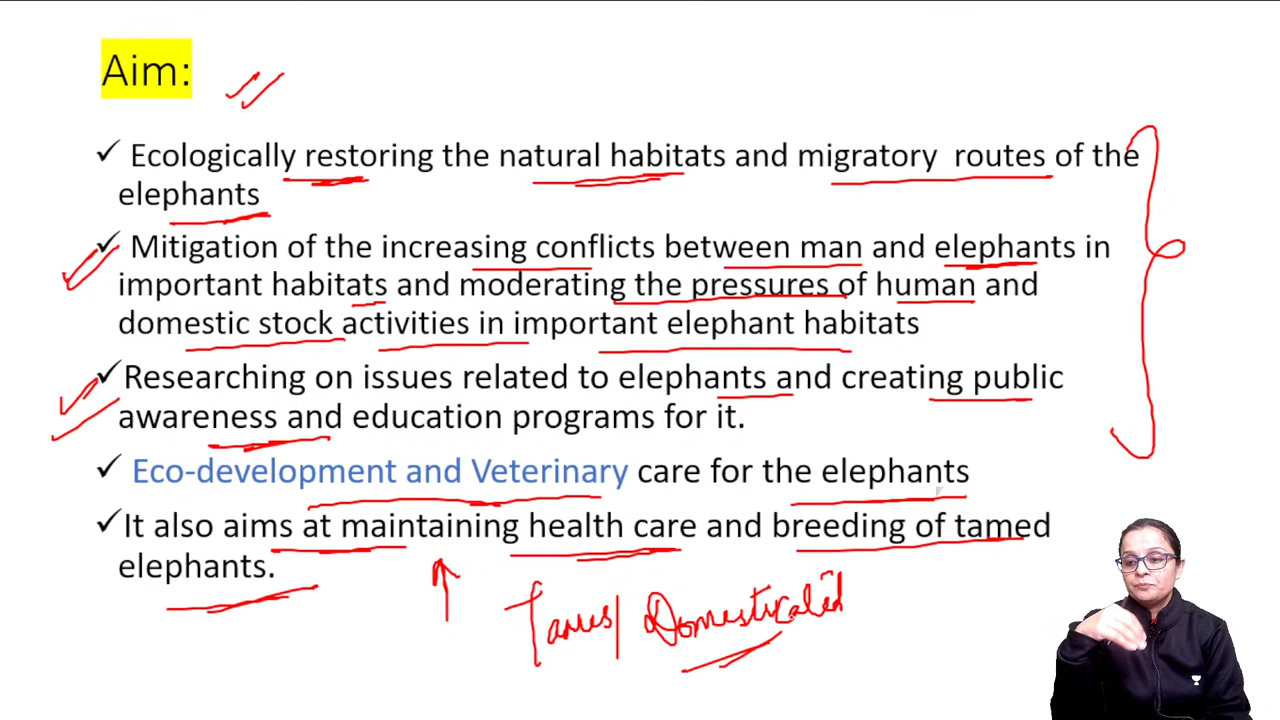 Aim:
✓ Ecologically restoring the natural habitats and migratory routes of the
elephants
✓ Mitigation of the increasing conflicts between man and elephants in
important habitats and moderating the pressures of human and
domestic stock activities in important elephant habitats
✓Researching on issues related to elephants and creating public
awareness and education programs for it.
✓ Eco-development and Veterinary care for the elephants
✓It also aims at maintaining health care and breeding of tamed
elephants.
Domesticated